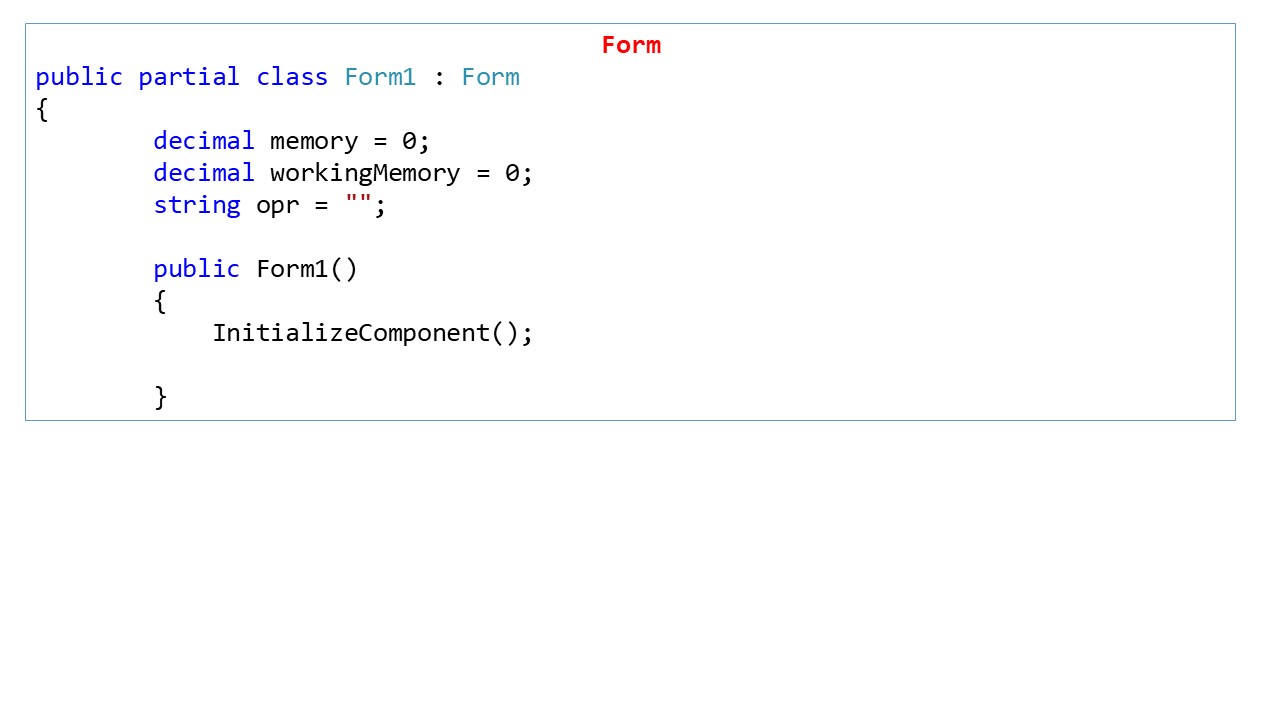 Form
public partial class Form1 : Form
{
        decimal memory = 0;
        decimal workingMemory = 0;
        string opr = "";

        public Form1()
        {
            InitializeComponent();

        }